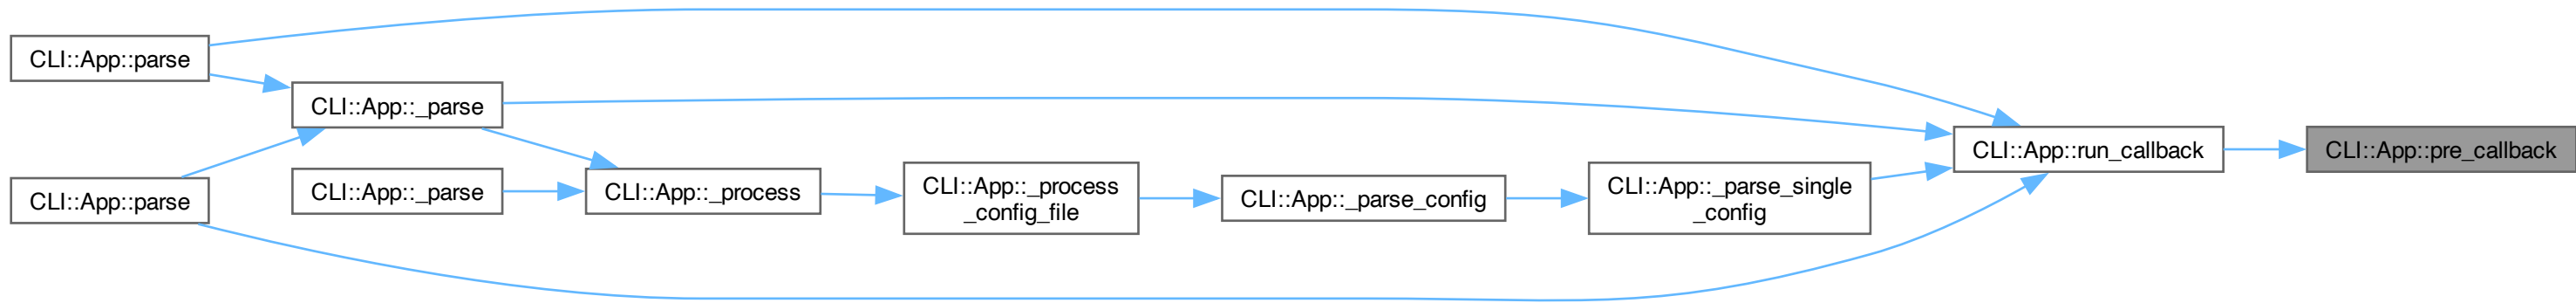 CLI::App::parse
CLI::App::_parse
CLI::App::run_callback
CLI::App::pre_callback
CLI::App::parse
CLI::App::_parse
CLI::App::_process
CLI::App::_process
_config_file
CLI::App::_parse_config
CLI::App::_parse_single
_config